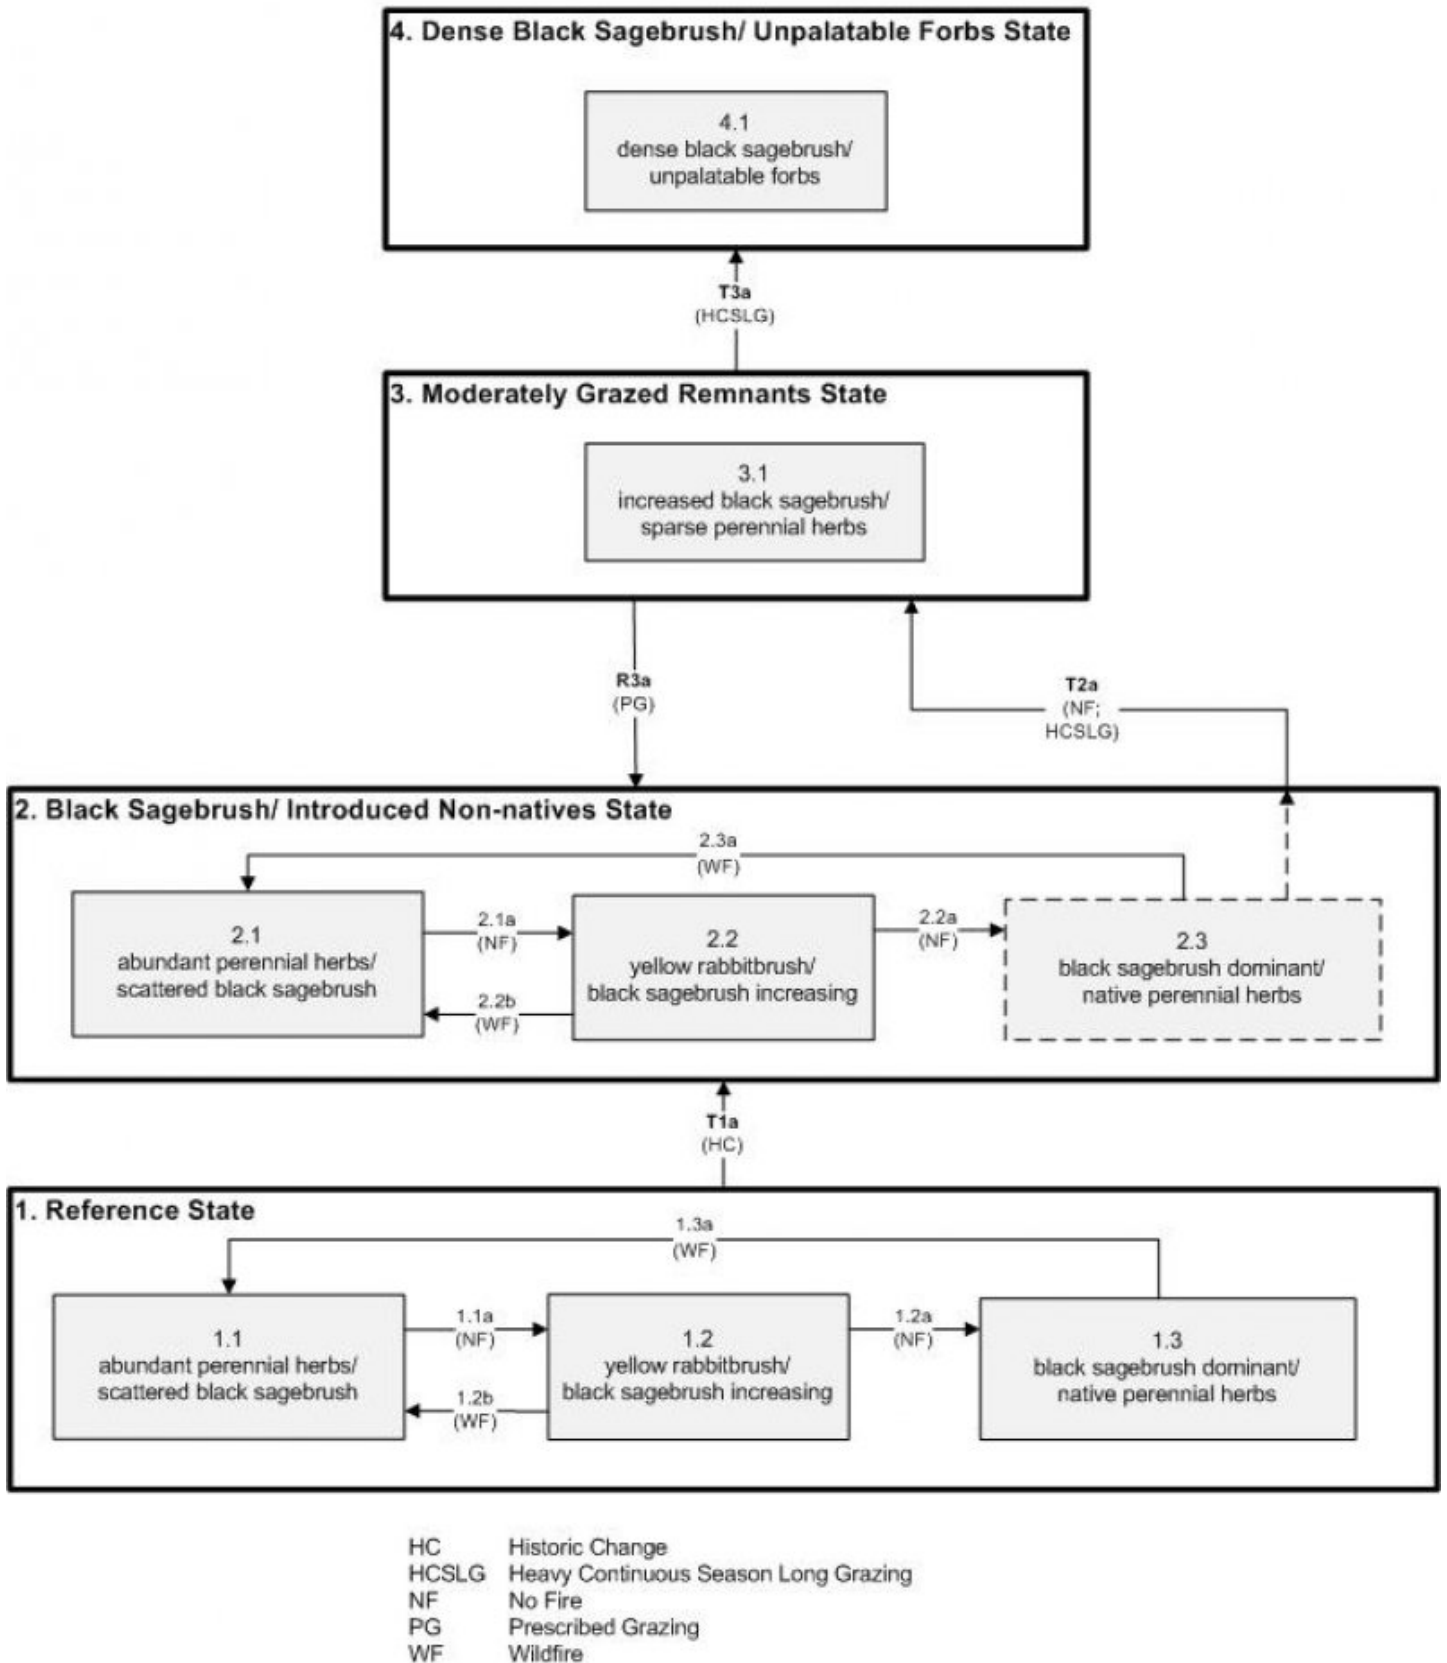 4. Dense Black Sagebrush/ Unpalatable Forbs State
4.1
dense black sagebrush/
unpalatable forbs
T3a
(HCSLG)
3. Moderately Grazed Remnants State
3.1
increased black sagebrush/
sparse perennial herbs
R3a
(PG)
T2a
(NF;
HCSLG)
2. Black Sagebrush/ Introduced Non-natives State
2.3a
(WF)
2.1
abundant perennial herbs/
scattered black sagebrush
2.1a
(NF)
2.2b
(WF)
2.2
yellow rabbitbrush/
black sagebrush increasing
2.2a
(NF)
2.3
black sagebrush dominant/
native perennial herbs
T1a
(HC)
1. Reference State
1.3a
(WF)
1.1
abundant perennial herbs/
scattered black sagebrush
1.1a
(NF)
1.2b
(WF)
1.2
yellow rabbitbrush/
black sagebrush increasing
1.2a
(NF)
1.3
black sagebrush dominant/
native perennial herbs
HC Historic Change
HCSLG Heavy Continuous Season Long Grazing
NF No Fire
PG Prescribed Grazing
WF Wildfire